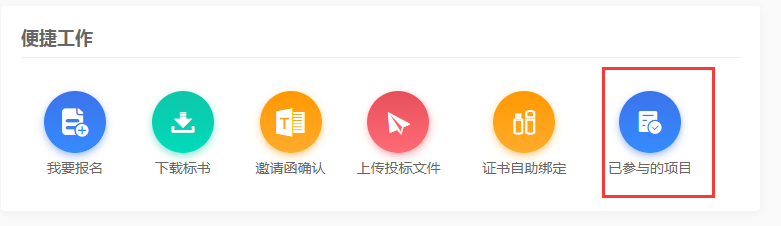 便捷工作
我要报名
下载标书
T
邀请函确认
上传投标文件
证书自助绑定
已参与的项目